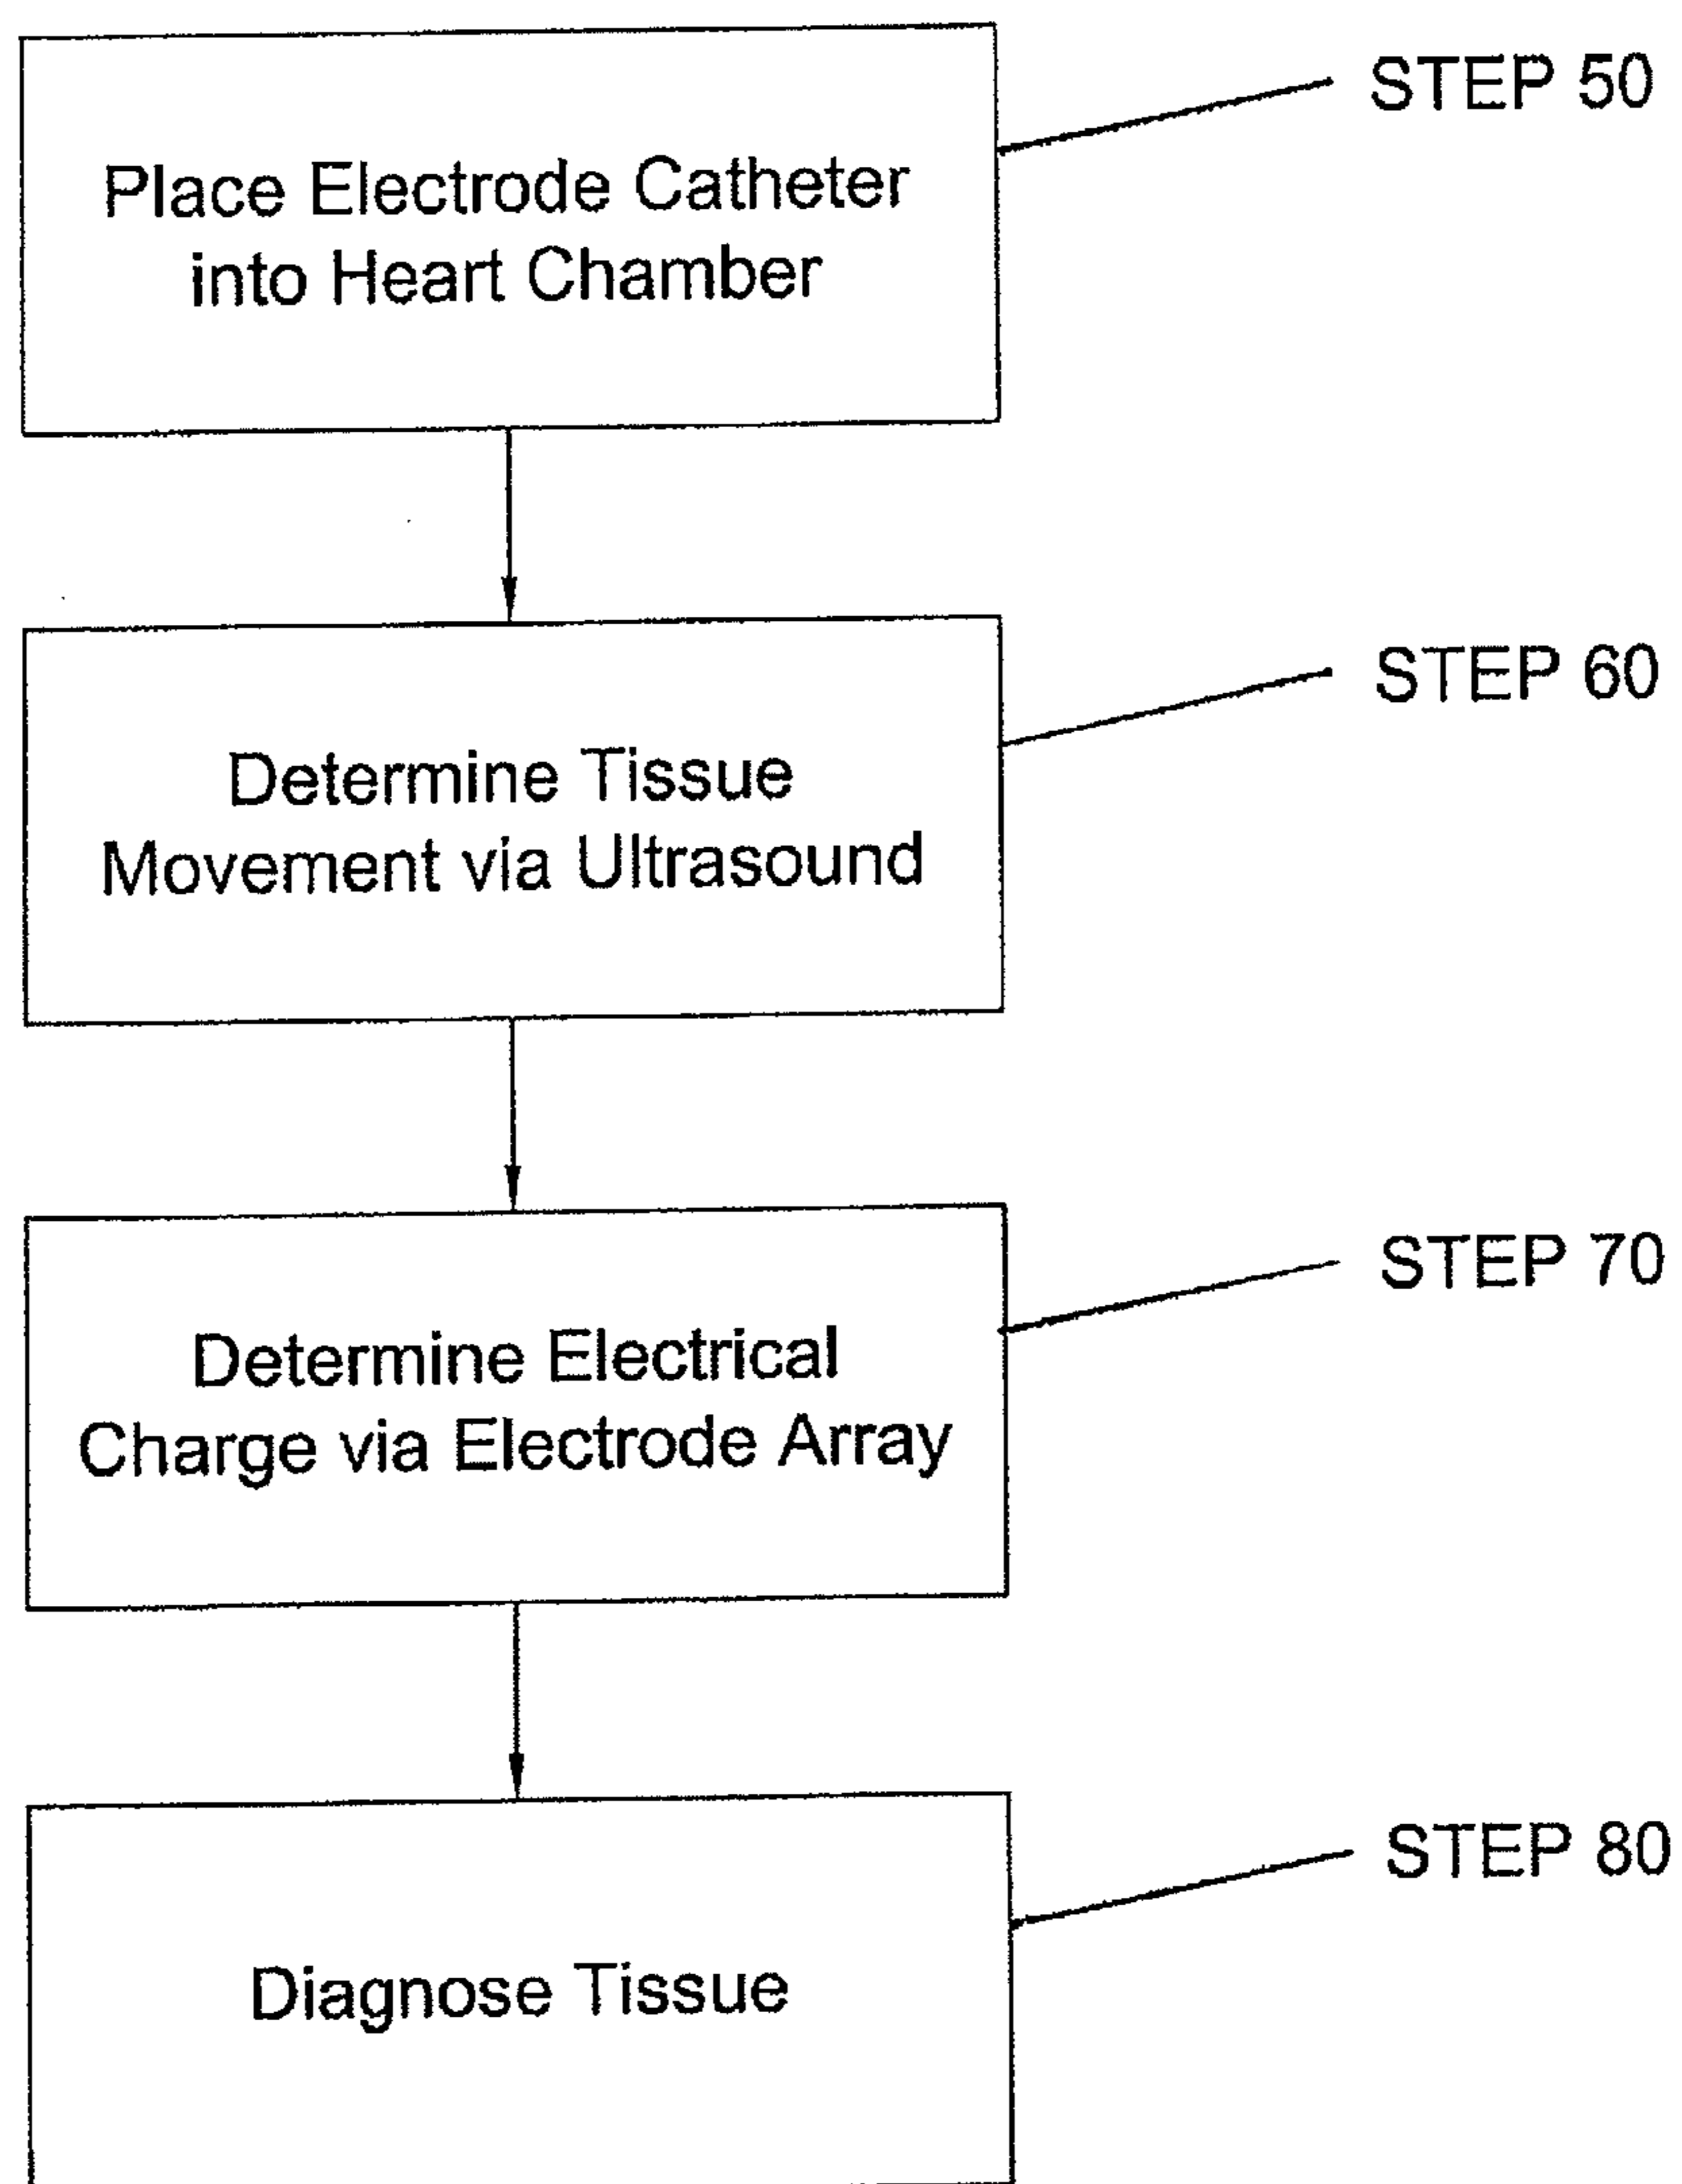 Place Electrode Catheter
into Heart Chamber
STEP 50
Determine Tissue
Movement via Ultrasound
STEP 60
Determine Electrical
Charge via Electrode Array
STEP 70
Diagnose Tissue
STEP 80